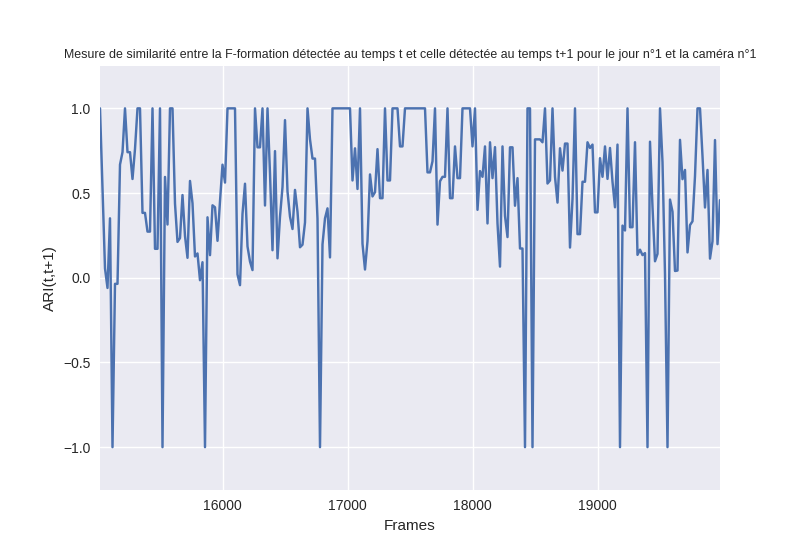 Mesure de similarité entre la F-formation détectée au temps t et celle détectée au temps t+1 pour le jour n°1 et la caméra n°1
1.0
0.5
0.0
−0.5
−1.0
ARI(t,t+1)
16000 17000 18000 19000
Frames